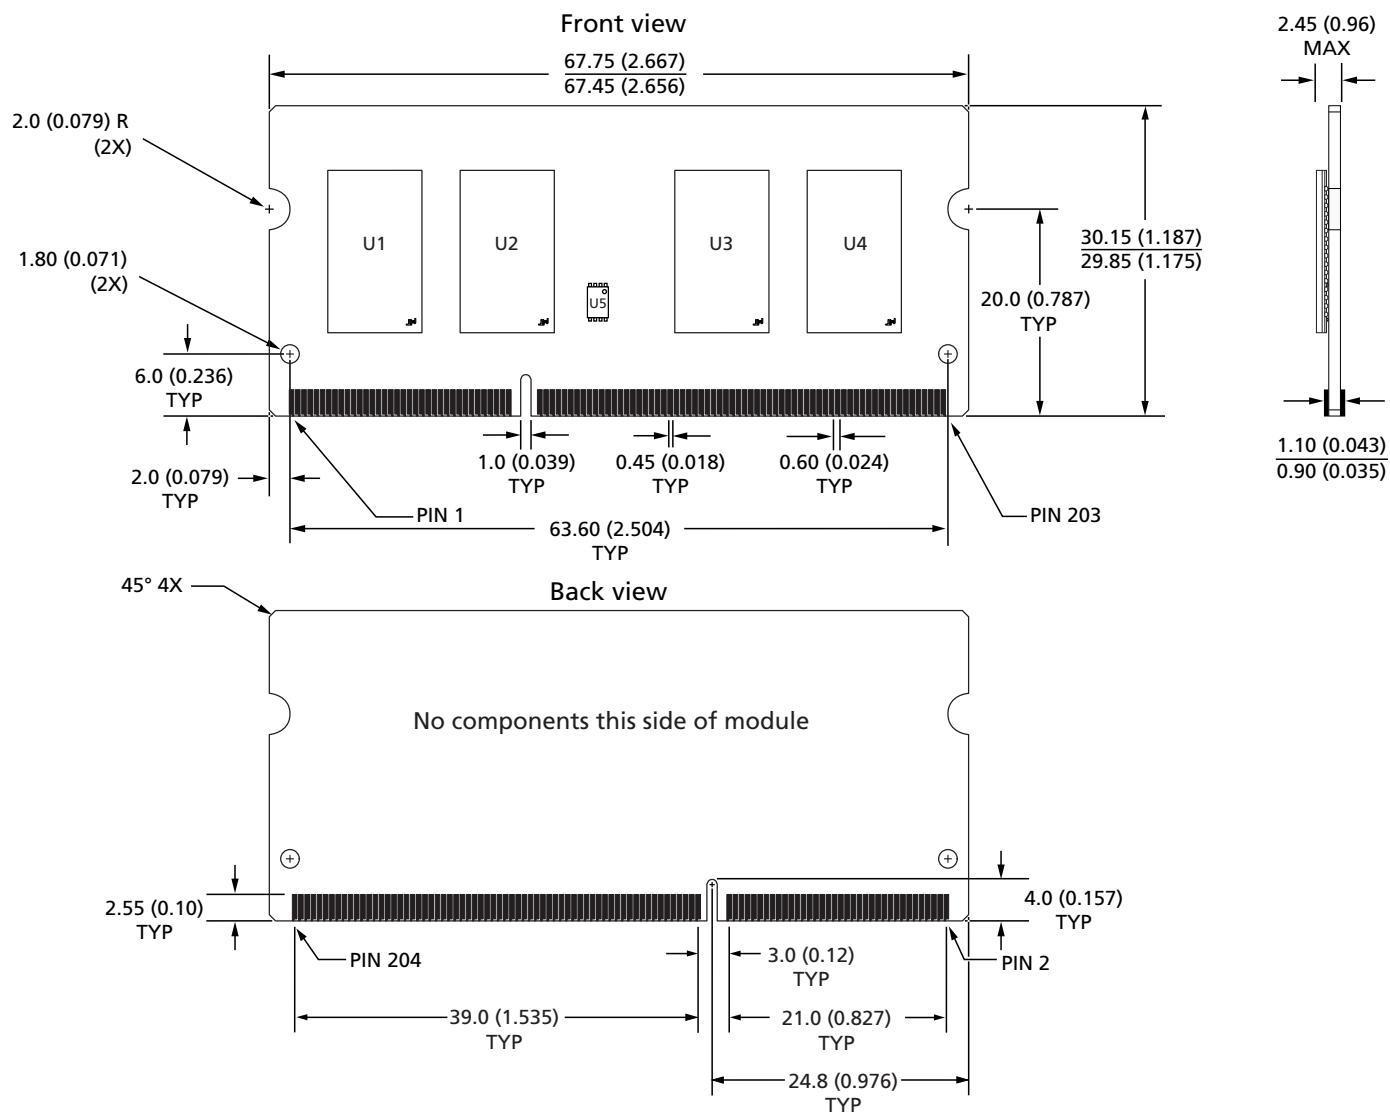 Front view
2.45 (0.96)
MAX
67.75 (2.667)
67.45 (2.656)
2.0 (0.079) R
(2X)
U1
U2
U3
U4
U5
30.15 (1.187)
29.85 (1.175)
1.80 (0.071)
(2X)
20.0 (0.787)
TYP
6.0 (0.236)
TYP
1.0 (0.039)
TYP
0.45 (0.018)
TYP
0.60 (0.024)
TYP
1.10 (0.043)
0.90 (0.035)
2.0 (0.079)
TYP
PIN 1
PIN 203
63.60 (2.504)
TYP
45° 4X
Back view
No components this side of module
2.55 (0.10)
TYP
4.0 (0.157)
TYP
PIN 204
3.0 (0.12)
TYP
PIN 2
39.0 (1.535)
TYP
21.0 (0.827)
TYP
24.8 (0.976)
TYP